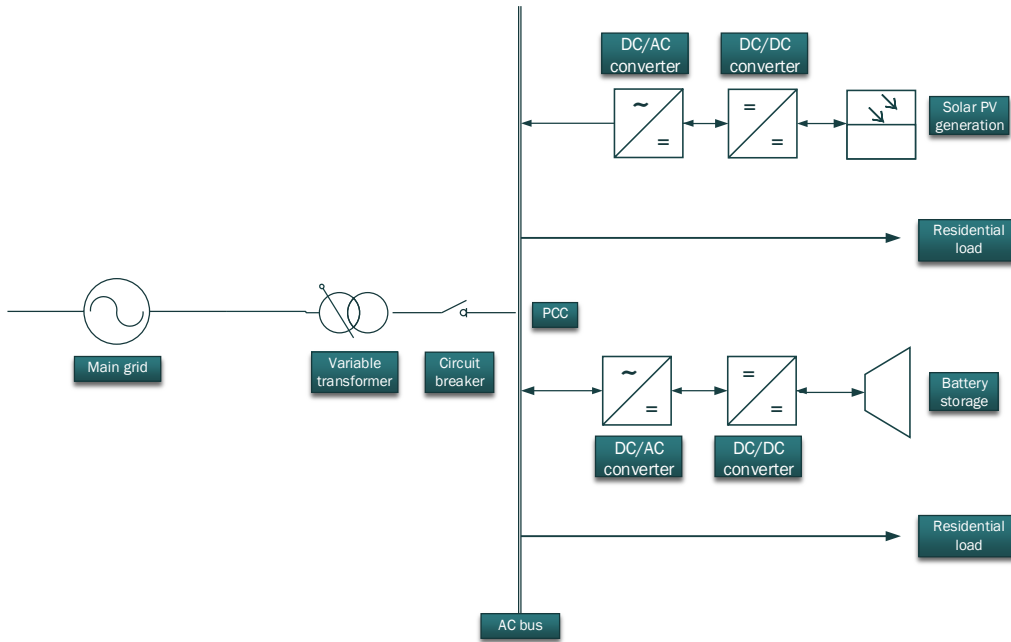 DC/AC
converter
DC/DC
converter
Solar PV
generation
~
=
=
=
Residential
load
PCC
Main grid
Variable
transformer
Circuit
breaker
~
=
=
=
Battery
storage
DC/AC
converter
DC/DC
converter
Residential
load
AC bus